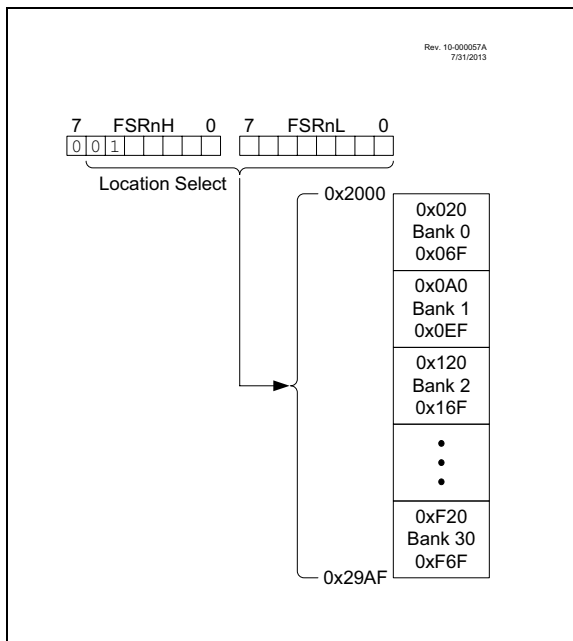 Rev. 10-000057A
7/31/2013
7 FSRnH 0 7 FSRnL 0
0 0 1
Location Select
0x2000
0x020
Bank 0
0x06F
0x0A0
Bank 1
0x0EF
0x120
Bank 2
0x16F
0xF20
Bank 30
0xF6F
0x29AF